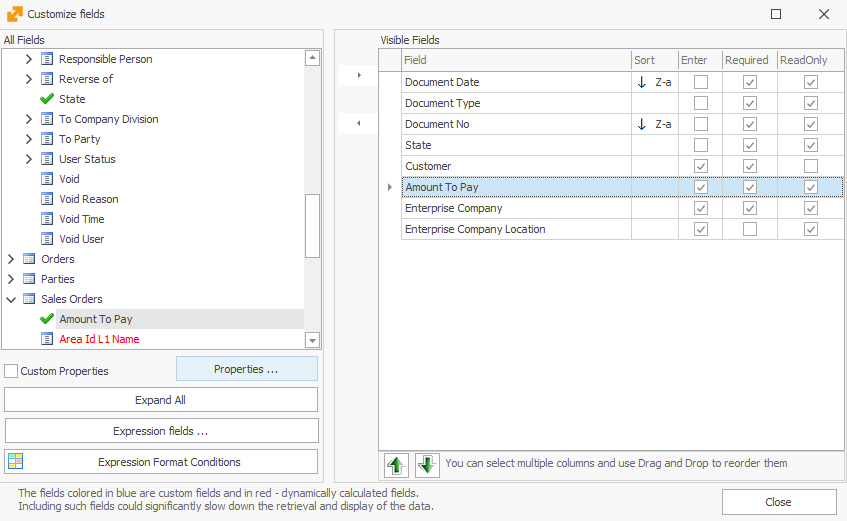 Customize fields
All Fields
Responsible Person
Reverse of
State
To Company Division
To Party
User Status
Void
Void Reason
Void Time
Void User
Orders
Parties
Sales Orders
Amount To Pay
Area Id L1 Name
Custom Properties
Properties ...
Expand All
Expression fields ...
Expression Format Conditions
Visible Fields
Field Sort Enter Required ReadOnly
Document Date Z-a
Document Type
Document No Z-a
State
Customer
Amount To Pay
Enterprise Company
Enterprise Company Location
You can select multiple columns and use Drag and Drop to reorder them
The fields colored in blue are custom fields and in red - dynamically calculated fields.
Including such fields could significantly slow down the retrieval and display of the data.
Close